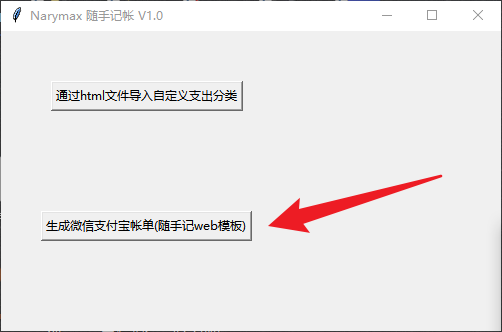 Narymax 随手记帐 V1.0
通过html文件导入自定义支出分类
生成微信支付宝帐单(随手记web模板)